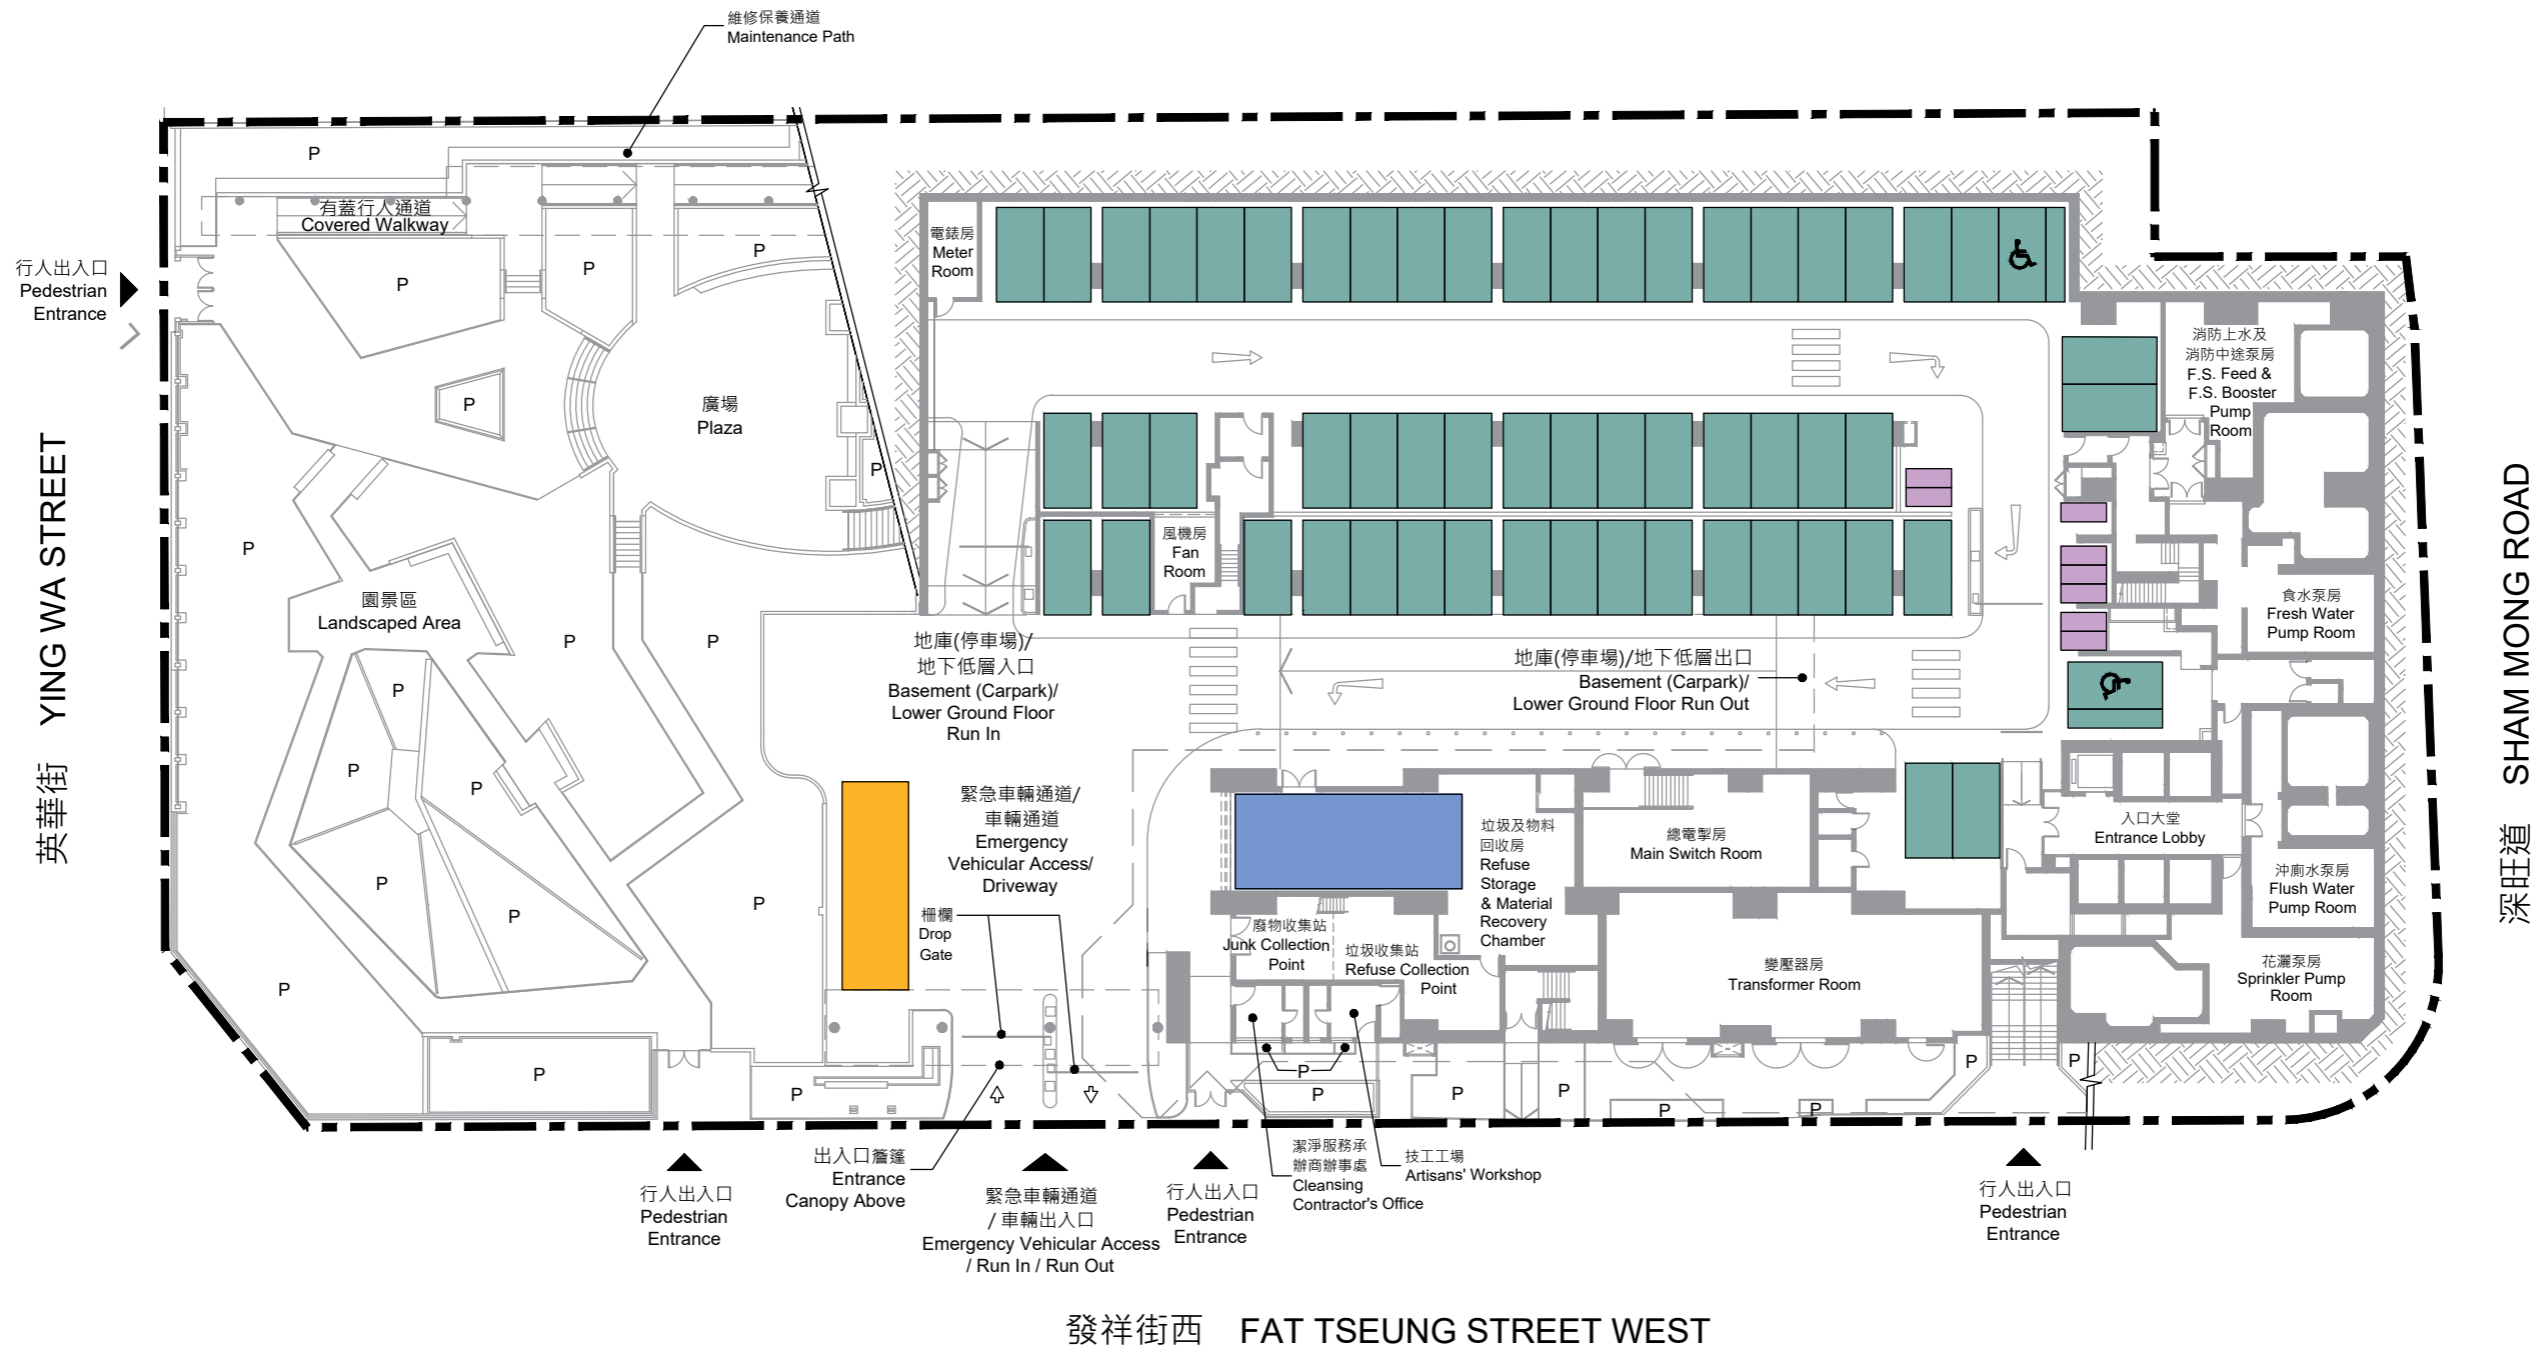 維修保養通道
Maintenance Path
P
有蓋行人通道
Covered Walkway
行人出入口
Pedestrian
Entrance
P
P
P
P
廣場
Plaza
P
P
園景區
Landscaped Area
P
P
P
P
P
P
P
P
P
P
P
英華街 YING WA STREET
電錶房
Meter
Room
風機房
Fan
Room
消防上水及
消防中途泵房
F.S. Feed &
F.S. Booster
Pump
Room
食水泵房
Fresh Water
Pump Room
地庫(停車場)/
地下低層入口
Basement (Carpark)/
Lower Ground Floor
Run In
地庫(停車場)/地下低層出口
Basement (Carpark)/
Lower Ground Floor Run Out
緊急車輛通道/
車輛通道
Emergency
Vehicular Access/
Driveway
柵欄
Drop
Gate
垃圾及物料
回收房
Refuse
Storage
& Material
Recovery
Chamber
總電掣房
Main Switch Room
入口大堂
Entrance Lobby
沖廁水泵房
Flush Water
Pump Room
廢物收集站
Junk Collection
Point
垃圾收集站
Refuse Collection
Point
變壓器房
Transformer Room
花灑泵房
Sprinkler Pump
Room
P
P
P
P
P
P
P
P
P
深旺道 SHAM MONG ROAD
行人出入口
Pedestrian
Entrance
出入口簷篷
Entrance
Canopy Above
緊急車輛通道
/ 車輛出入口
Emergency Vehicular Access
/ Run In / Run Out
行人出入口
Pedestrian
Entrance
潔淨服務承
辦商辦事處
Cleansing
Contractor's Office
技工工場
Artisans' Workshop
行人出入口
Pedestrian
Entrance
發祥街西 FAT TSEUNG STREET WEST